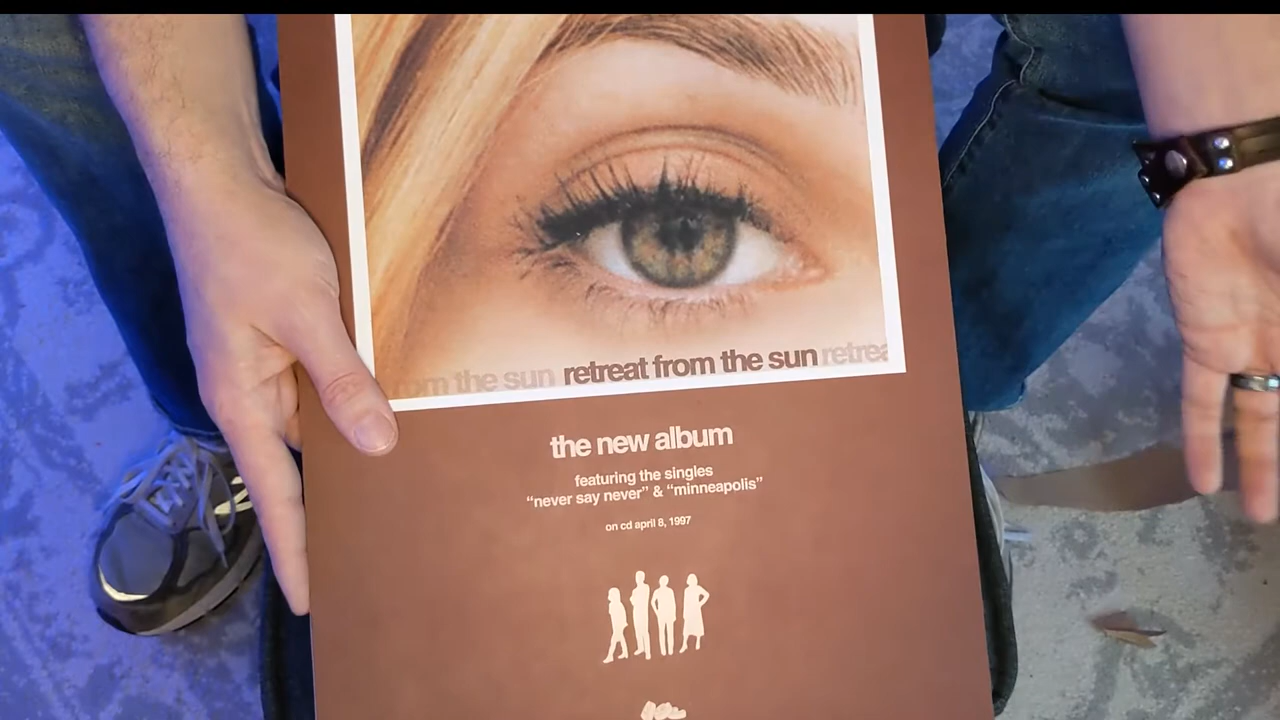 from the sun retreat from the sun retrea
the new album
featuring the singles
“never say never” & “minneapolis”
on cd april 8, 1997